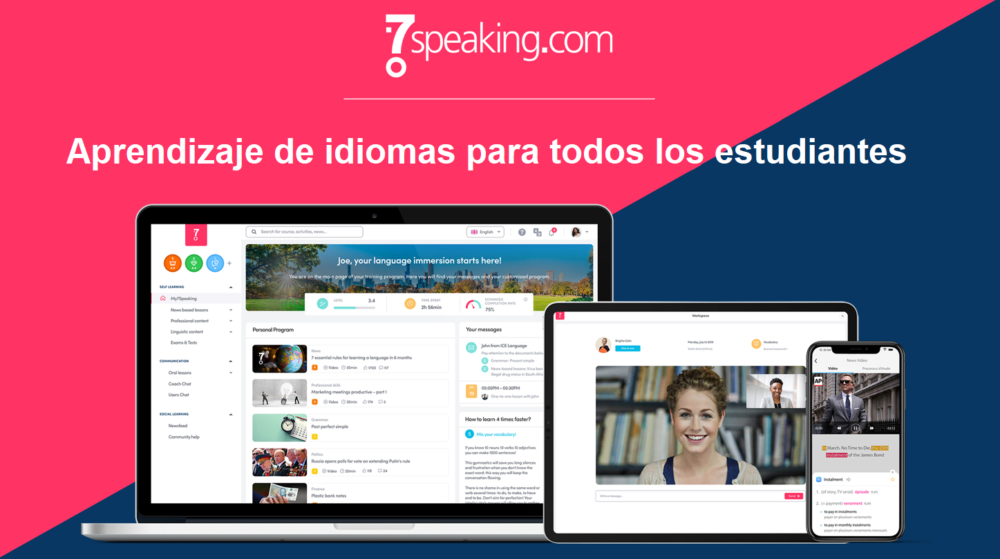 7speaking.com
Aprendizaje de idiomas para todos los estudiantes
7
Search for course, activities, news...
English
?
4
Joe, your language immersion starts here!
You are on the main page of your training program. Here you will find your messages and your customized program.
LEVEL
3.4
TIME SPENT
2h 56min
ESTIMATED
COMPLETION RATE
75%
SELF LEARNING
My7Speaking
News based lessons
Professional content
Linguistic content
Exams & Tests
COMMUNICATION
Oral lessons
Coach Chat
Users Chat
SOCIAL LEARNING
Newsfeed
Community help
Personal Program
News
7 essential rules for learning a language in 6 months
4 Video 30min 1700 117
Professional skills
Marketing meetings productive - part 1
4 Video 30min 174 8
Grammar
Past perfect simple
Politics
Russia opens polls for vote on extending Putin's rule
Video 20min 119 24
Finance
Plastic bank notes
Your messages
John from ICE Language
Pay attention to the documents below
Grammar: Present simple
News-based lessons: Virus ban
illegal drug status in South Afri
19
05:00PM - 05:30PM
One-to-one lesson with John
How to learn 4 times faster?
5 Mix your vocabulary!
If you know 10 nouns 10 verbs 10 adjectives
you can make 1000 sentences!
This gymnastics will save you long silences
and frustration when you don't know the
exact word; this way you will keep the
conversation flowing.
There is no shame in using the same word or
verb several times: to do, to make, to have
and to be. Don't aim for perfection! Your
Workspace
Brigitte Colin
One to one
Monday, July 1st 2019
Vocabulary
Write a message...
Send
10:30 AM
News Video
Vidéo
Processus d'étude
AP
02:05
03:12
In March, No Time to Die, the 25th
instalment of the James Bond
Instalment
1. [of story, TV serial] épisode n.m
2. (= payment) versement n.m
to pay in instalments
payer en plusieurs versements
to pay in monthly instalments
payer en plusieurs versements mensuels